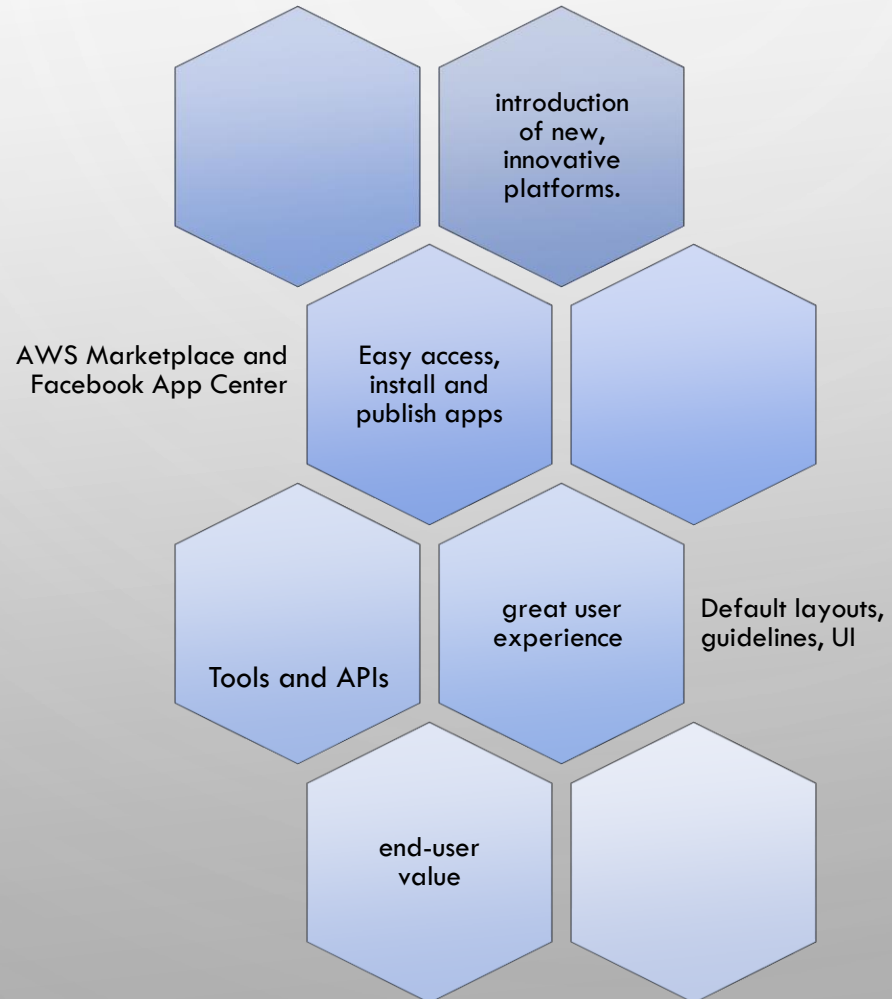 introduction
of new,
innovative
platforms.
AWS Marketplace and
Facebook App Center
Easy access,
install and
publish apps
Tools and APIs
great user
experience
Default layouts,
guidelines, UI
end-user
value